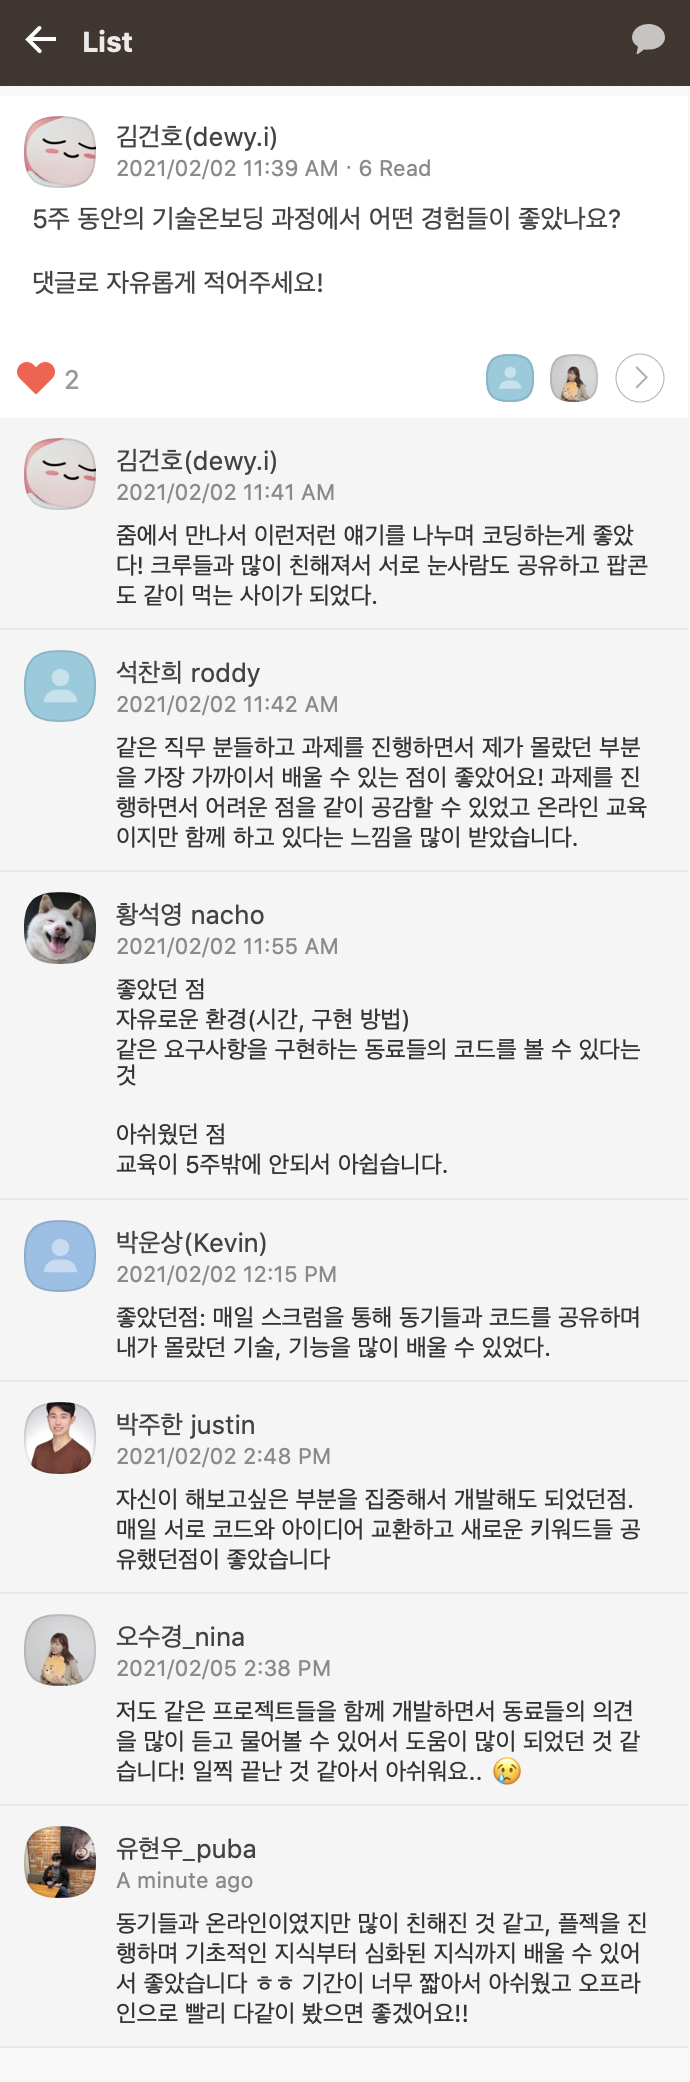 List
김건호(dewy.i)
2021/02/02 11:39 AM · 6 Read
5주 동안의 기술온보딩 과정에서 어떤 경험들이 좋았나요?
댓글로 자유롭게 적어주세요!
2
김건호(dewy.i)
2021/02/02 11:41 AM
줌에서 만나서 이런저런 얘기를 나누며 코딩하는게 좋았
다! 크루들과 많이 친해져서 서로 눈사람도 공유하고 팝콘
도 같이 먹는 사이가 되었다.
석찬희 roddy
2021/02/02 11:42 AM
같은 직무 분들하고 과제를 진행하면서 제가 몰랐던 부분
을 가장 가까이서 배울 수 있는 점이 좋았어요! 과제를 진
행하면서 어려운 점을 같이 공감할 수 있었고 온라인 교육
이지만 함께 하고 있다는 느낌을 많이 받았습니다.
황석영 nacho
2021/02/02 11:55 AM
좋았던 점
자유로운 환경(시간, 구현 방법)
같은 요구사항을 구현하는 동료들의 코드를 볼 수 있다는
것
아쉬웠던 점
교육이 5주밖에 안되서 아쉽습니다.
박운상(Kevin)
2021/02/02 12:15 PM
좋았던점: 매일 스크럼을 통해 동기들과 코드를 공유하며
내가 몰랐던 기술, 기능을 많이 배울 수 있었다.
박주한 justin
2021/02/02 2:48 PM
자신이 해보고싶은 부분을 집중해서 개발해도 되었던점.
매일 서로 코드와 아이디어 교환하고 새로운 키워드들 공
유했던점이 좋았습니다
오수경_nina
2021/02/05 2:38 PM
저도 같은 프로젝트들을 함께 개발하면서 동료들의 의견
을 많이 듣고 물어볼 수 있어서 도움이 많이 되었던 것 같
습니다! 일찍 끝난 것 같아서 아쉬워요.. 😢
유현우_puba
A minute ago
동기들과 온라인이였지만 많이 친해진 것 같고, 플젝을 진
행하며 기초적인 지식부터 심화된 지식까지 배울 수 있어
서 좋았습니다 ㅎㅎ 기간이 너무 짧아서 아쉬웠고 오프라
인으로 빨리 다같이 봤으면 좋겠어요!!